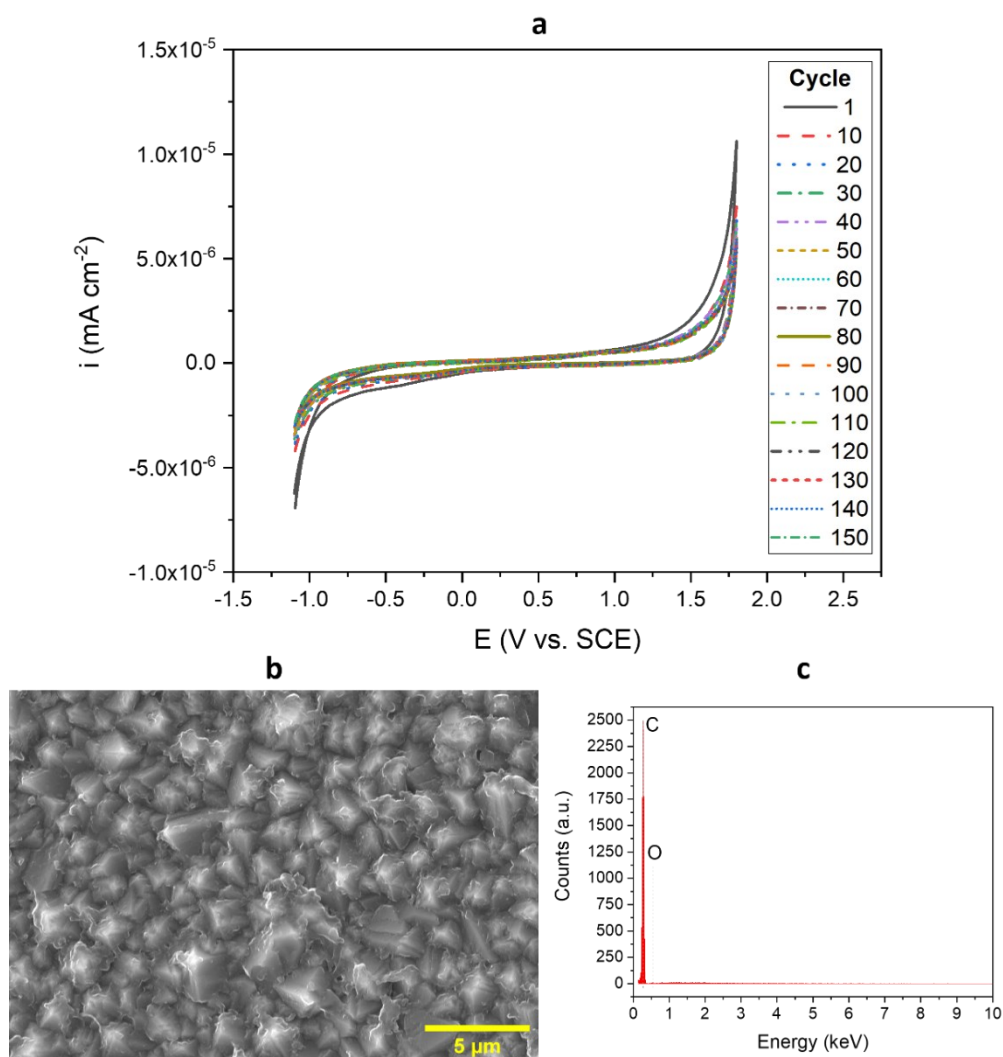 a
1.5x10⁻⁵
1.0x10⁻⁵
5.0x10⁻⁶
0.0
-5.0x10⁻⁶
-1.0x10⁻⁵
i (mA cm⁻²)
-1.5 -1.0 -0.5 0.0 0.5 1.0 1.5 2.0 2.5
E (V vs. SCE)
Cycle
1
10
20
30
40
50
60
70
80
90
100
110
120
130
140
150
b
5 µm
c
2500
2250
2000
1750
1500
1250
1000
750
500
250
0
Counts (a.u.)
C
O
0 1 2 3 4 5 6 7 8 9 10
Energy (keV)